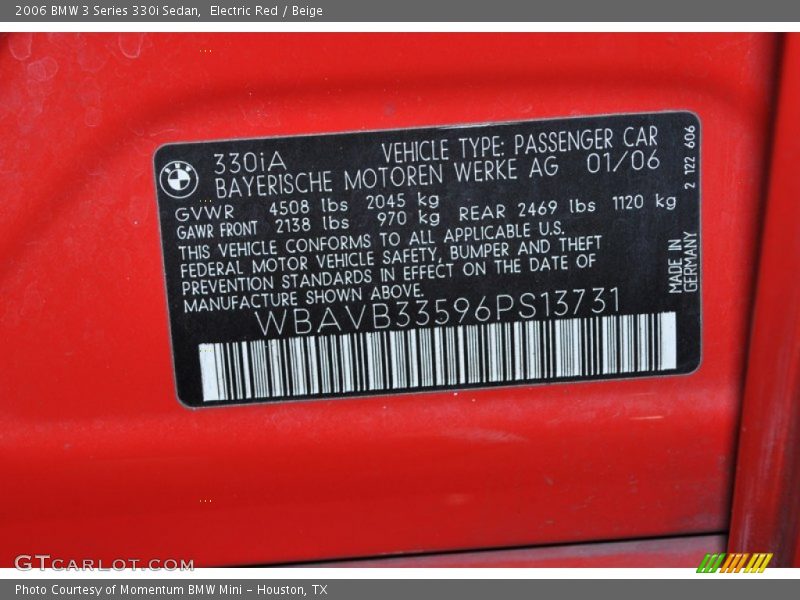 2006 BMW 3 Series 330i Sedan,  Electric Red / Beige
330iA VEHICLE TYPE: PASSENGER CAR
BAYERISCHE MOTOREN WERKE AG 01/06
GVWR 4508 lbs 2045 kg
GAWR FRONT 2138 lbs 970 kg REAR 2469 lbs 1120 kg
THIS VEHICLE CONFORMS TO ALL APPLICABLE U.S.
FEDERAL MOTOR VEHICLE SAFETY, BUMPER AND THEFT
PREVENTION STANDARDS IN EFFECT ON THE DATE OF
MANUFACTURE SHOWN ABOVE.
WBAVB33596PS13731
2 122 606
MADE IN
GERMANY
GTCARLOT.COM
Photo Courtesy of Momentum BMW Mini - Houston, TX